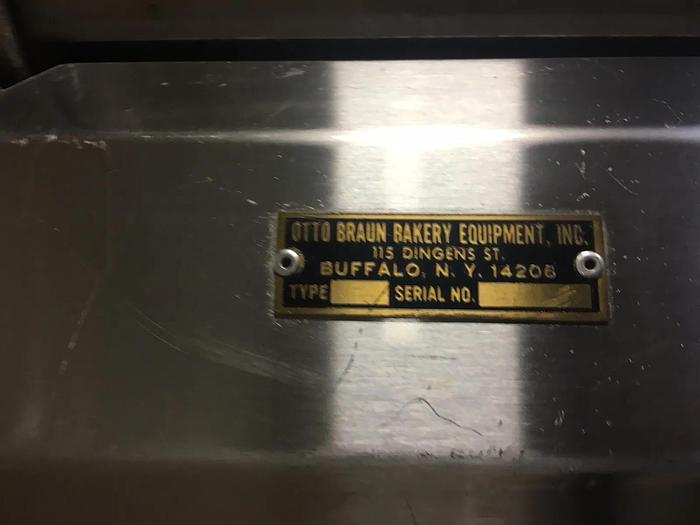 OTTO BRAUN BAKERY EQUIPMENT, INC.
115 DINGENS ST.
BUFFALO, N. Y. 14206
TYPE SERIAL NO.